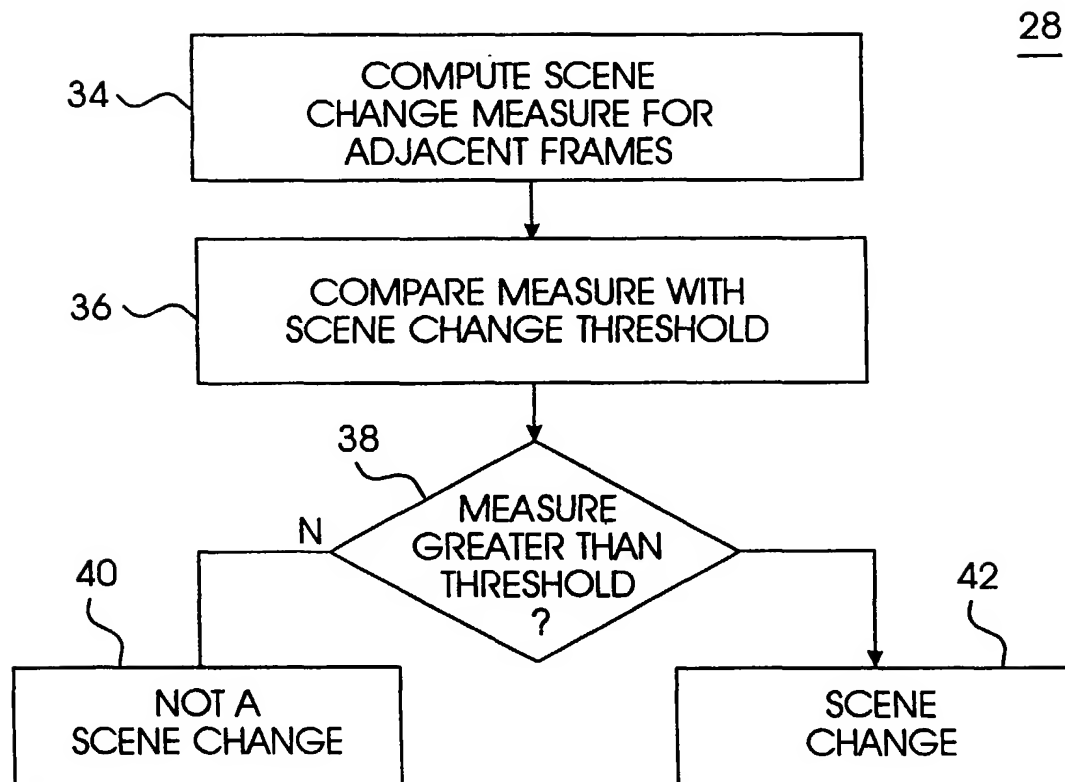 28
34
COMPUTE SCENE
CHANGE MEASURE FOR
ADJACENT FRAMES
36
COMPARE MEASURE WITH
SCENE CHANGE THRESHOLD
38
N
MEASURE
GREATER THAN
THRESHOLD
?
40
42
NOT A
SCENE CHANGE
SCENE
CHANGE